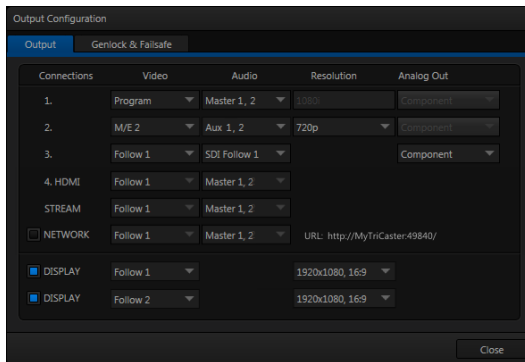 Output Configuration
Output Genlock & Failsafe
Connections Video Audio Resolution Analog Out
1. Program Master 1, 2 1080i Component
2. M/E 2 Aux 1, 2 720p Component
3. Follow 1 SDI Follow 1 Component
4. HDMI Follow 1 Master 1, 2
STREAM Follow 1 Master 1, 2
NETWORK Follow 1 Master 1, 2 URL: http://MyTriCaster:49840/
DISPLAY Follow 1 1920x1080, 16:9
DISPLAY Follow 2 1920x1080, 16:9
Close